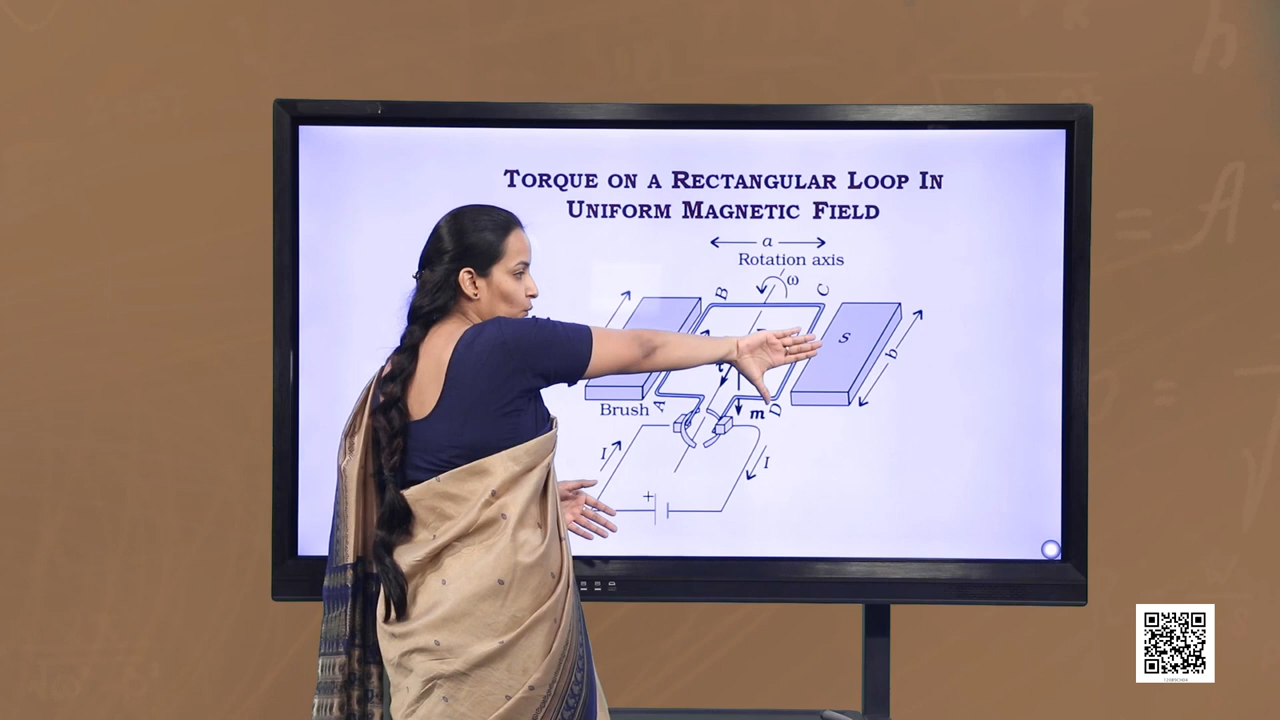 TORQUE ON A RECTANGULAR LOOP IN
UNIFORM MAGNETIC FIELD
a
Rotation axis
ω
B
C
S
b
Brush
A
m
D
I
I
+